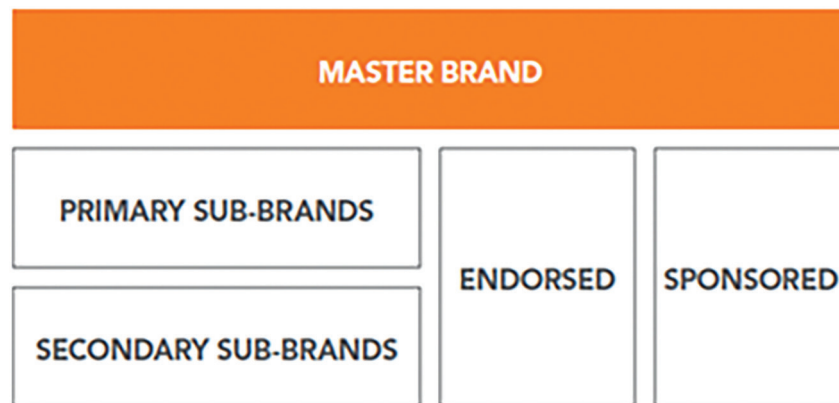 MASTER BRAND
PRIMARY SUB-BRANDS
SECONDARY SUB-BRANDS
ENDORSED
SPONSORED